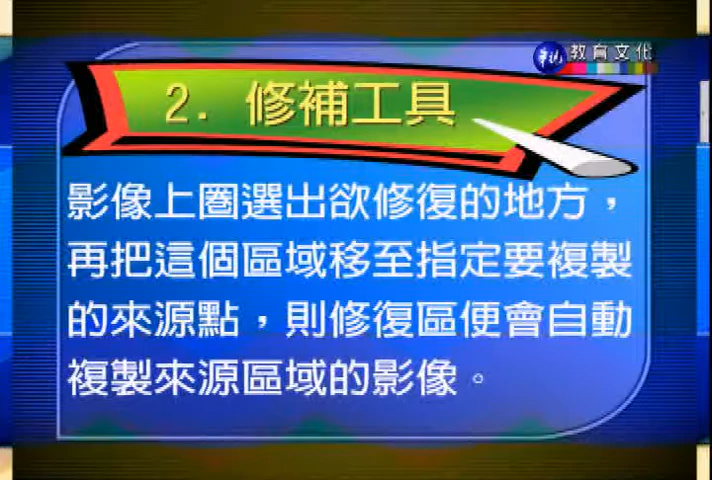 華視 教育文化
2. 修補工具
影像上圈選出欲修復的地方，
再把這個區域移至指定要複製
的來源點，則修復區便會自動
複製來源區域的影像。